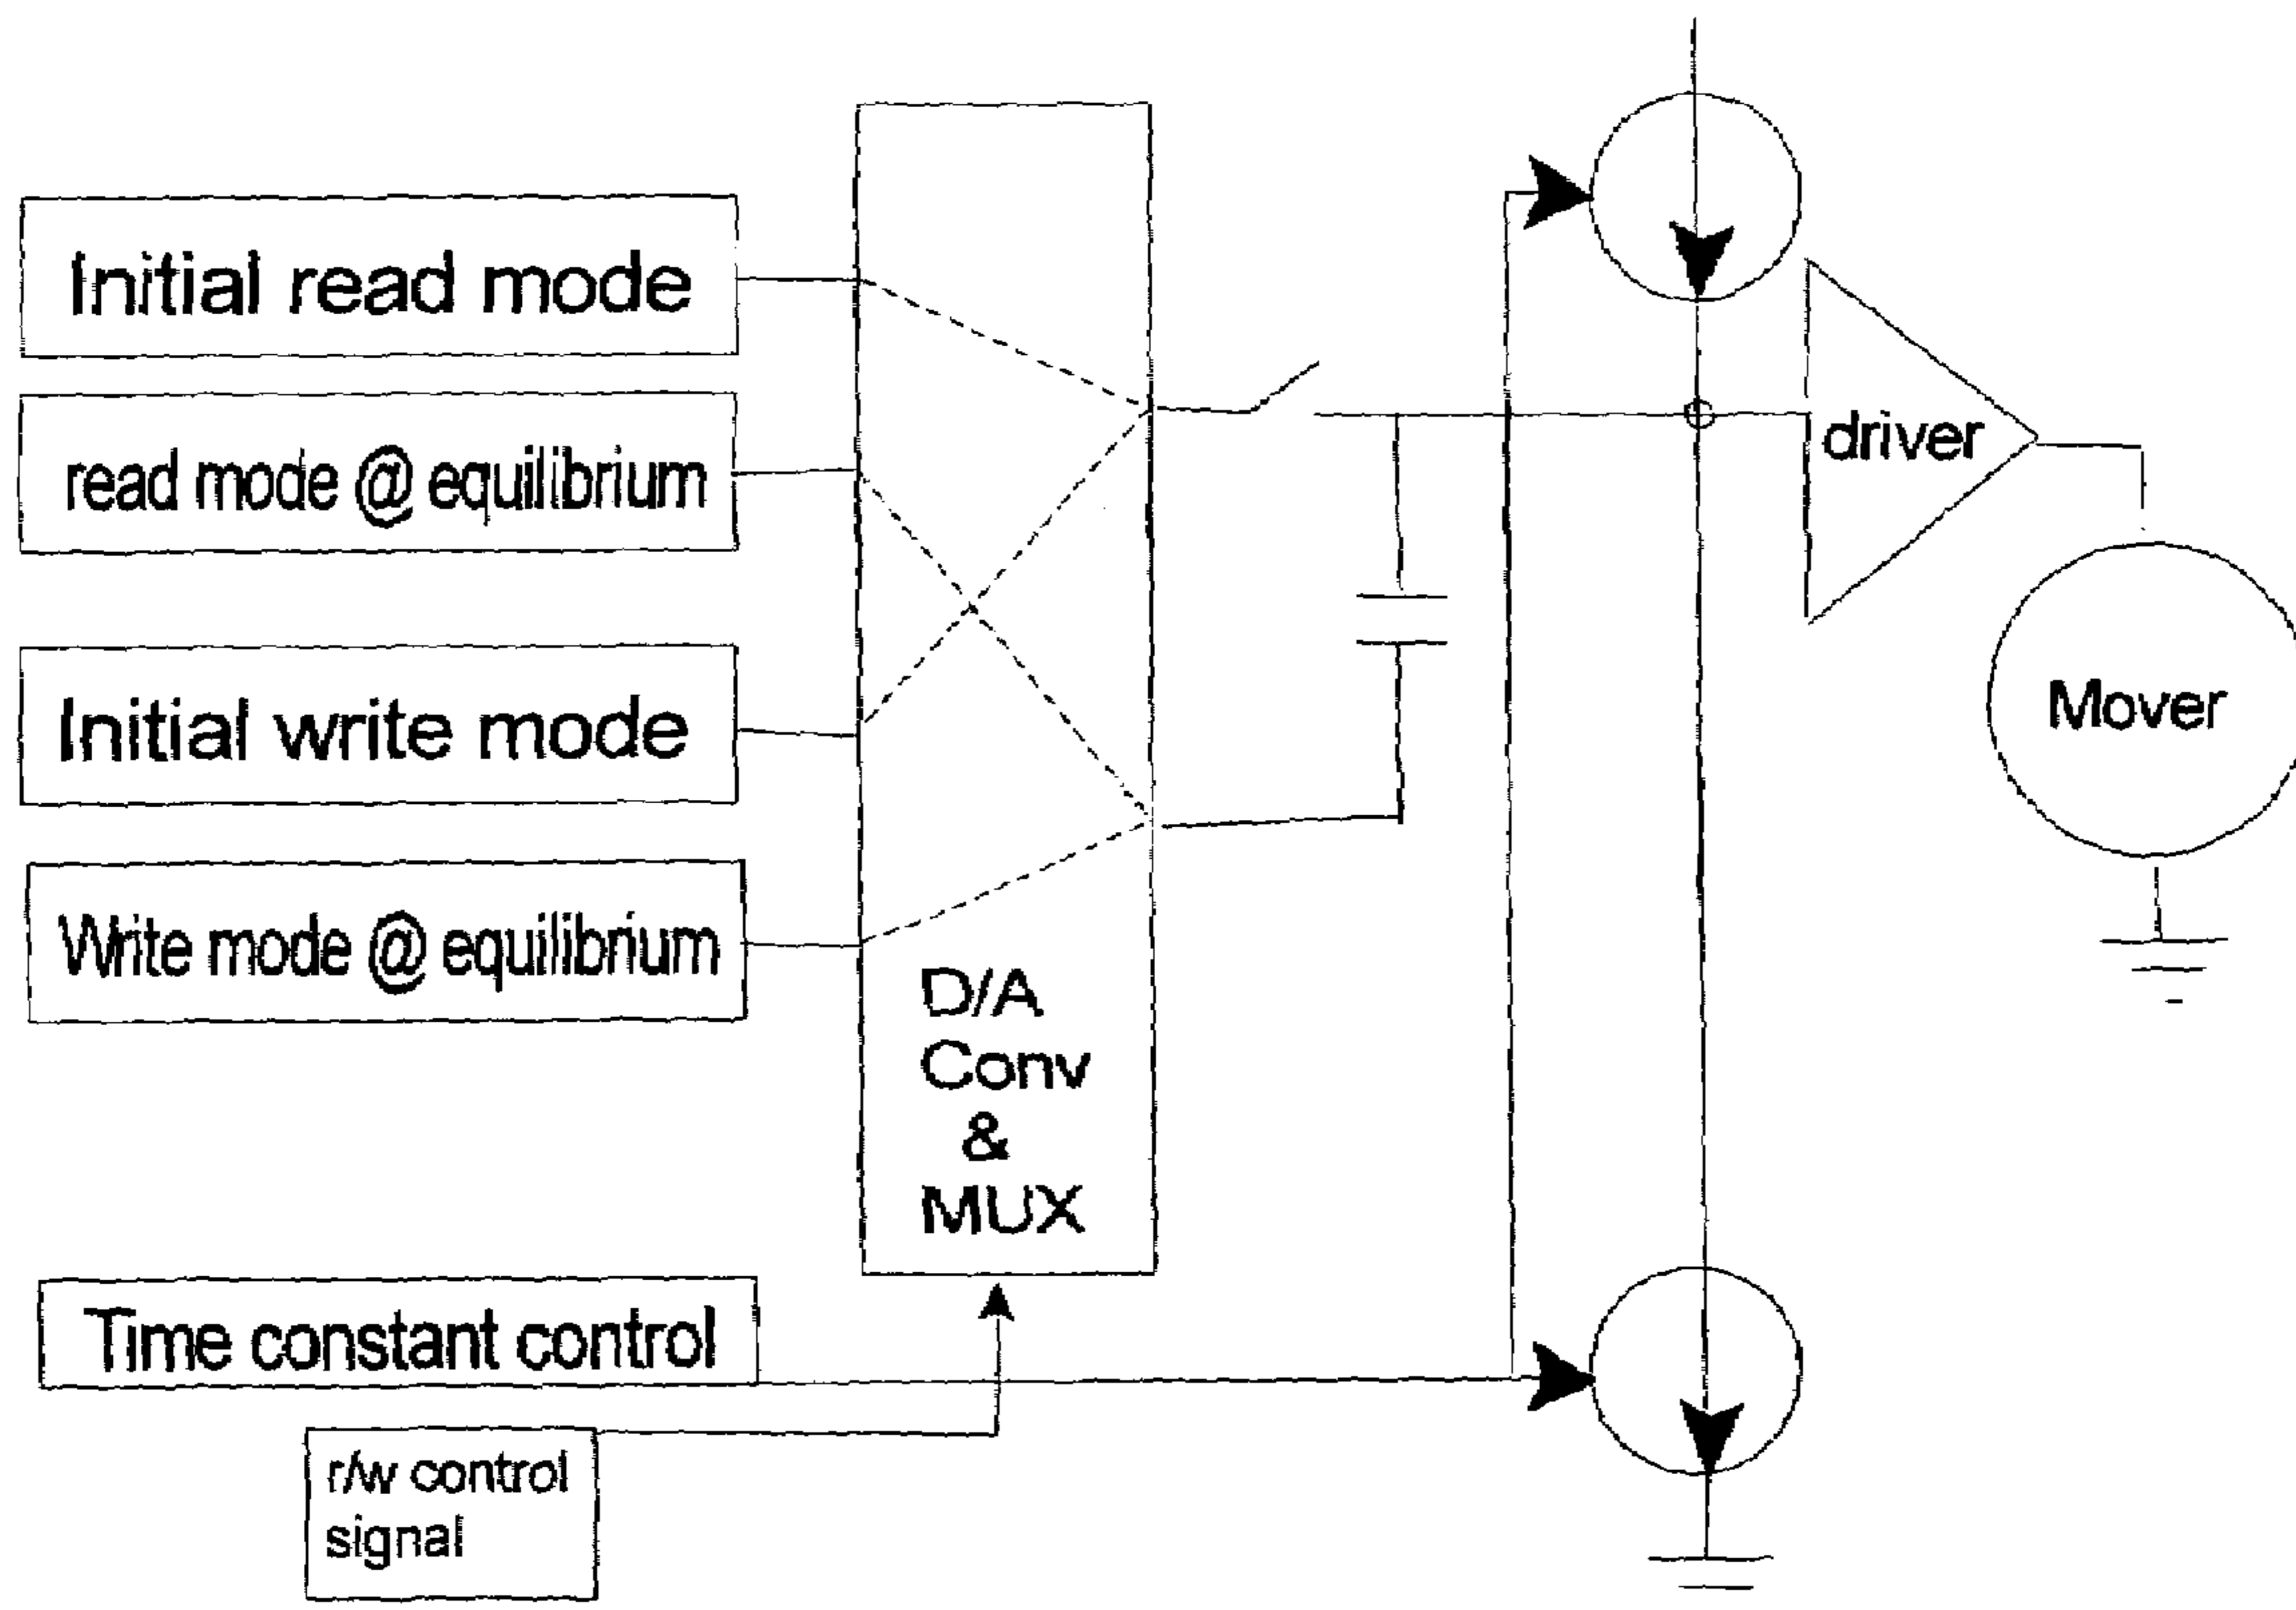 Initial read mode
read mode @ equilibrium
Initial write mode
Write mode @ equilibrium
D/A
Conv
&
MUX
Time constant control
r/w control
signal
driver
Mover